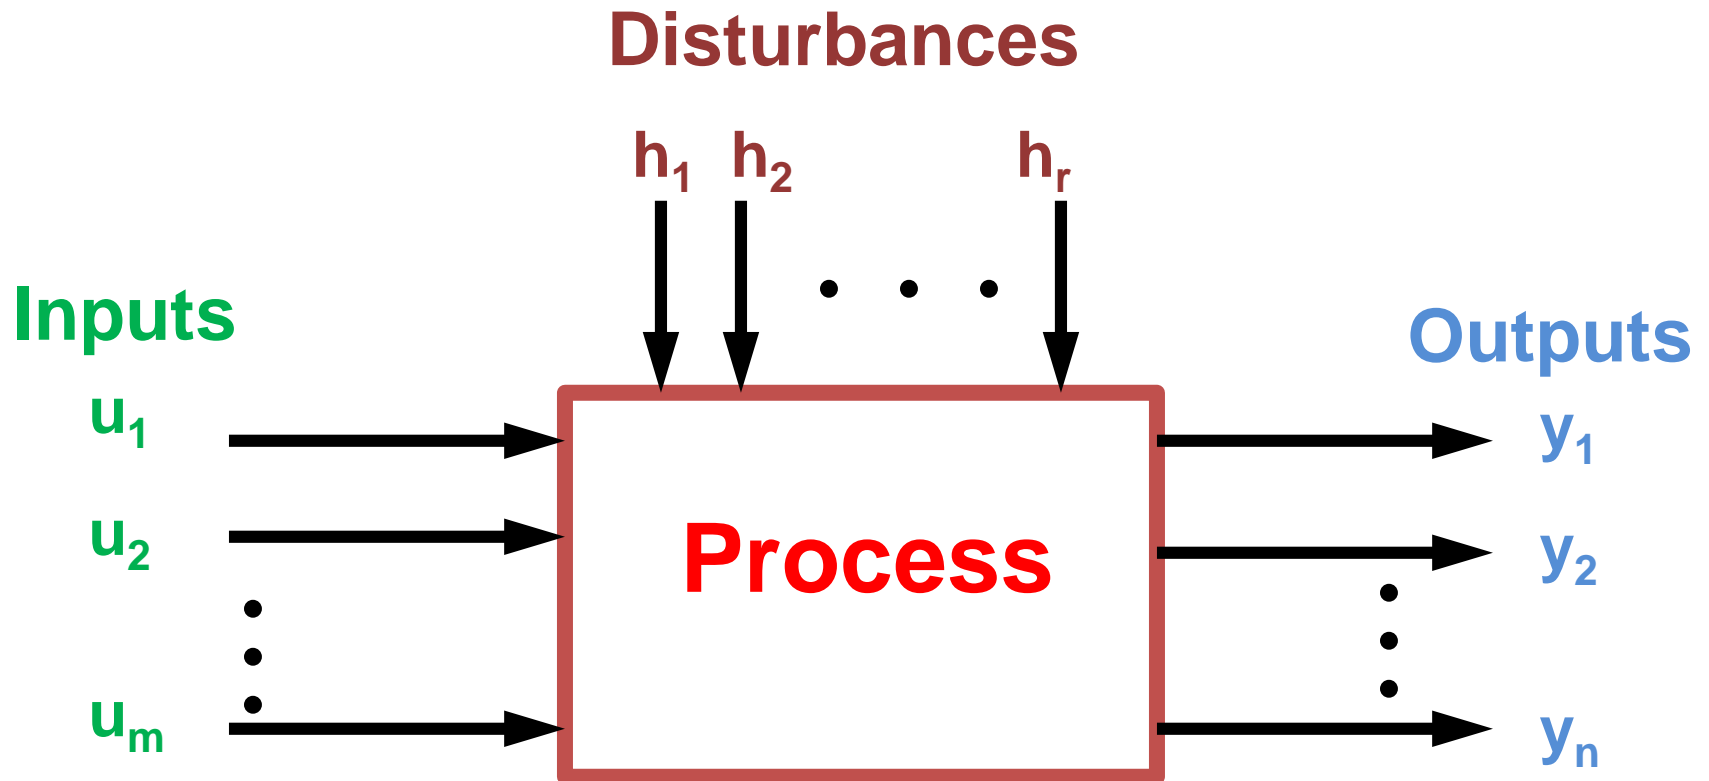 Disturbances
h1 h2 hr
Inputs
Outputs
u1
y1
u2
Process
y2
um
yn